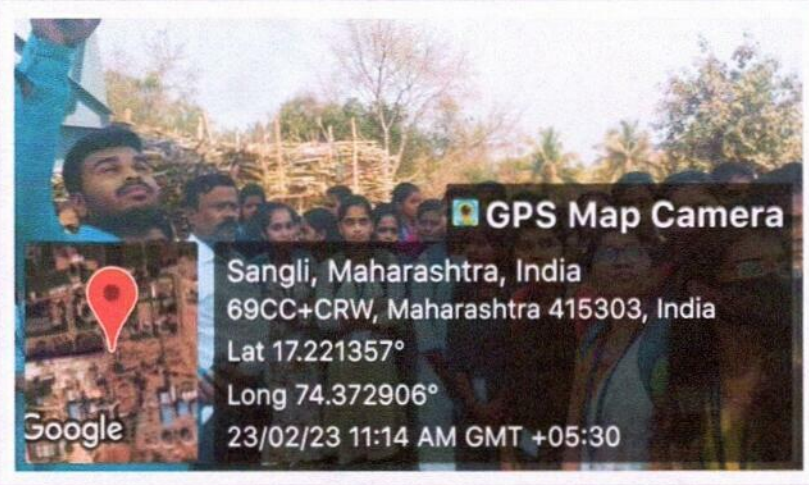 GPS Map Camera
Sangli, Maharashtra, India
69CC+CRW, Maharashtra 415303, India
Lat 17.221357°
Long 74.372906°
23/02/23 11:14 AM GMT +05:30
Google